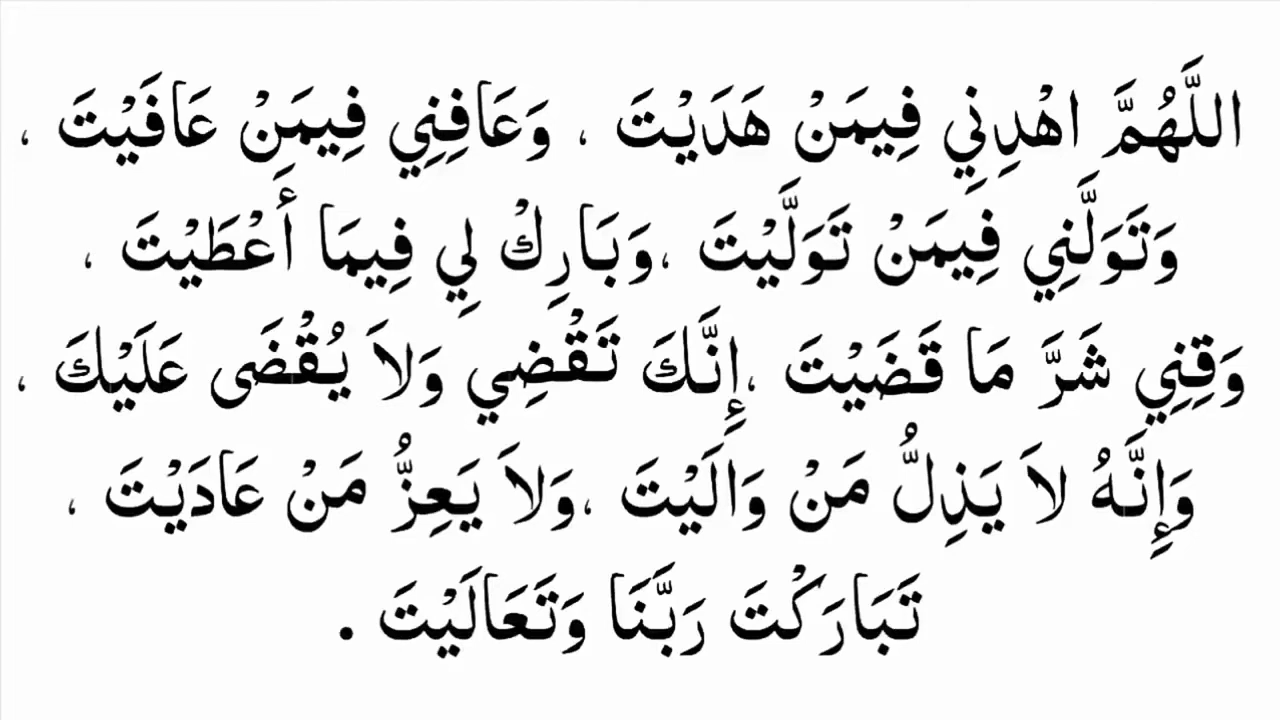 اللَّهُمَّ اهْدِنِي فِيمَنْ هَدَيْتَ ، وَعَافِنِي فِيمَنْ عَافَيْتَ ،
وَتَوَلَّنِي فِيمَنْ تَوَلَّيْتَ ،وَبَارِكْ لِي فِيمَا أَعْطَيْتَ ،
وَقِنِي شَرَّ مَا قَضَيْتَ ،إِنَّكَ تَقْضِي وَلاَ يُقْضَى عَلَيْكَ ،
وَإِنَّهُ لاَ يَذِلُّ مَنْ وَالَيْتَ ،وَلاَ يَعِزُّ مَنْ عَادَيْتَ ،
تَبَارَكْتَ رَبَّنَا وَتَعَالَيْتَ .